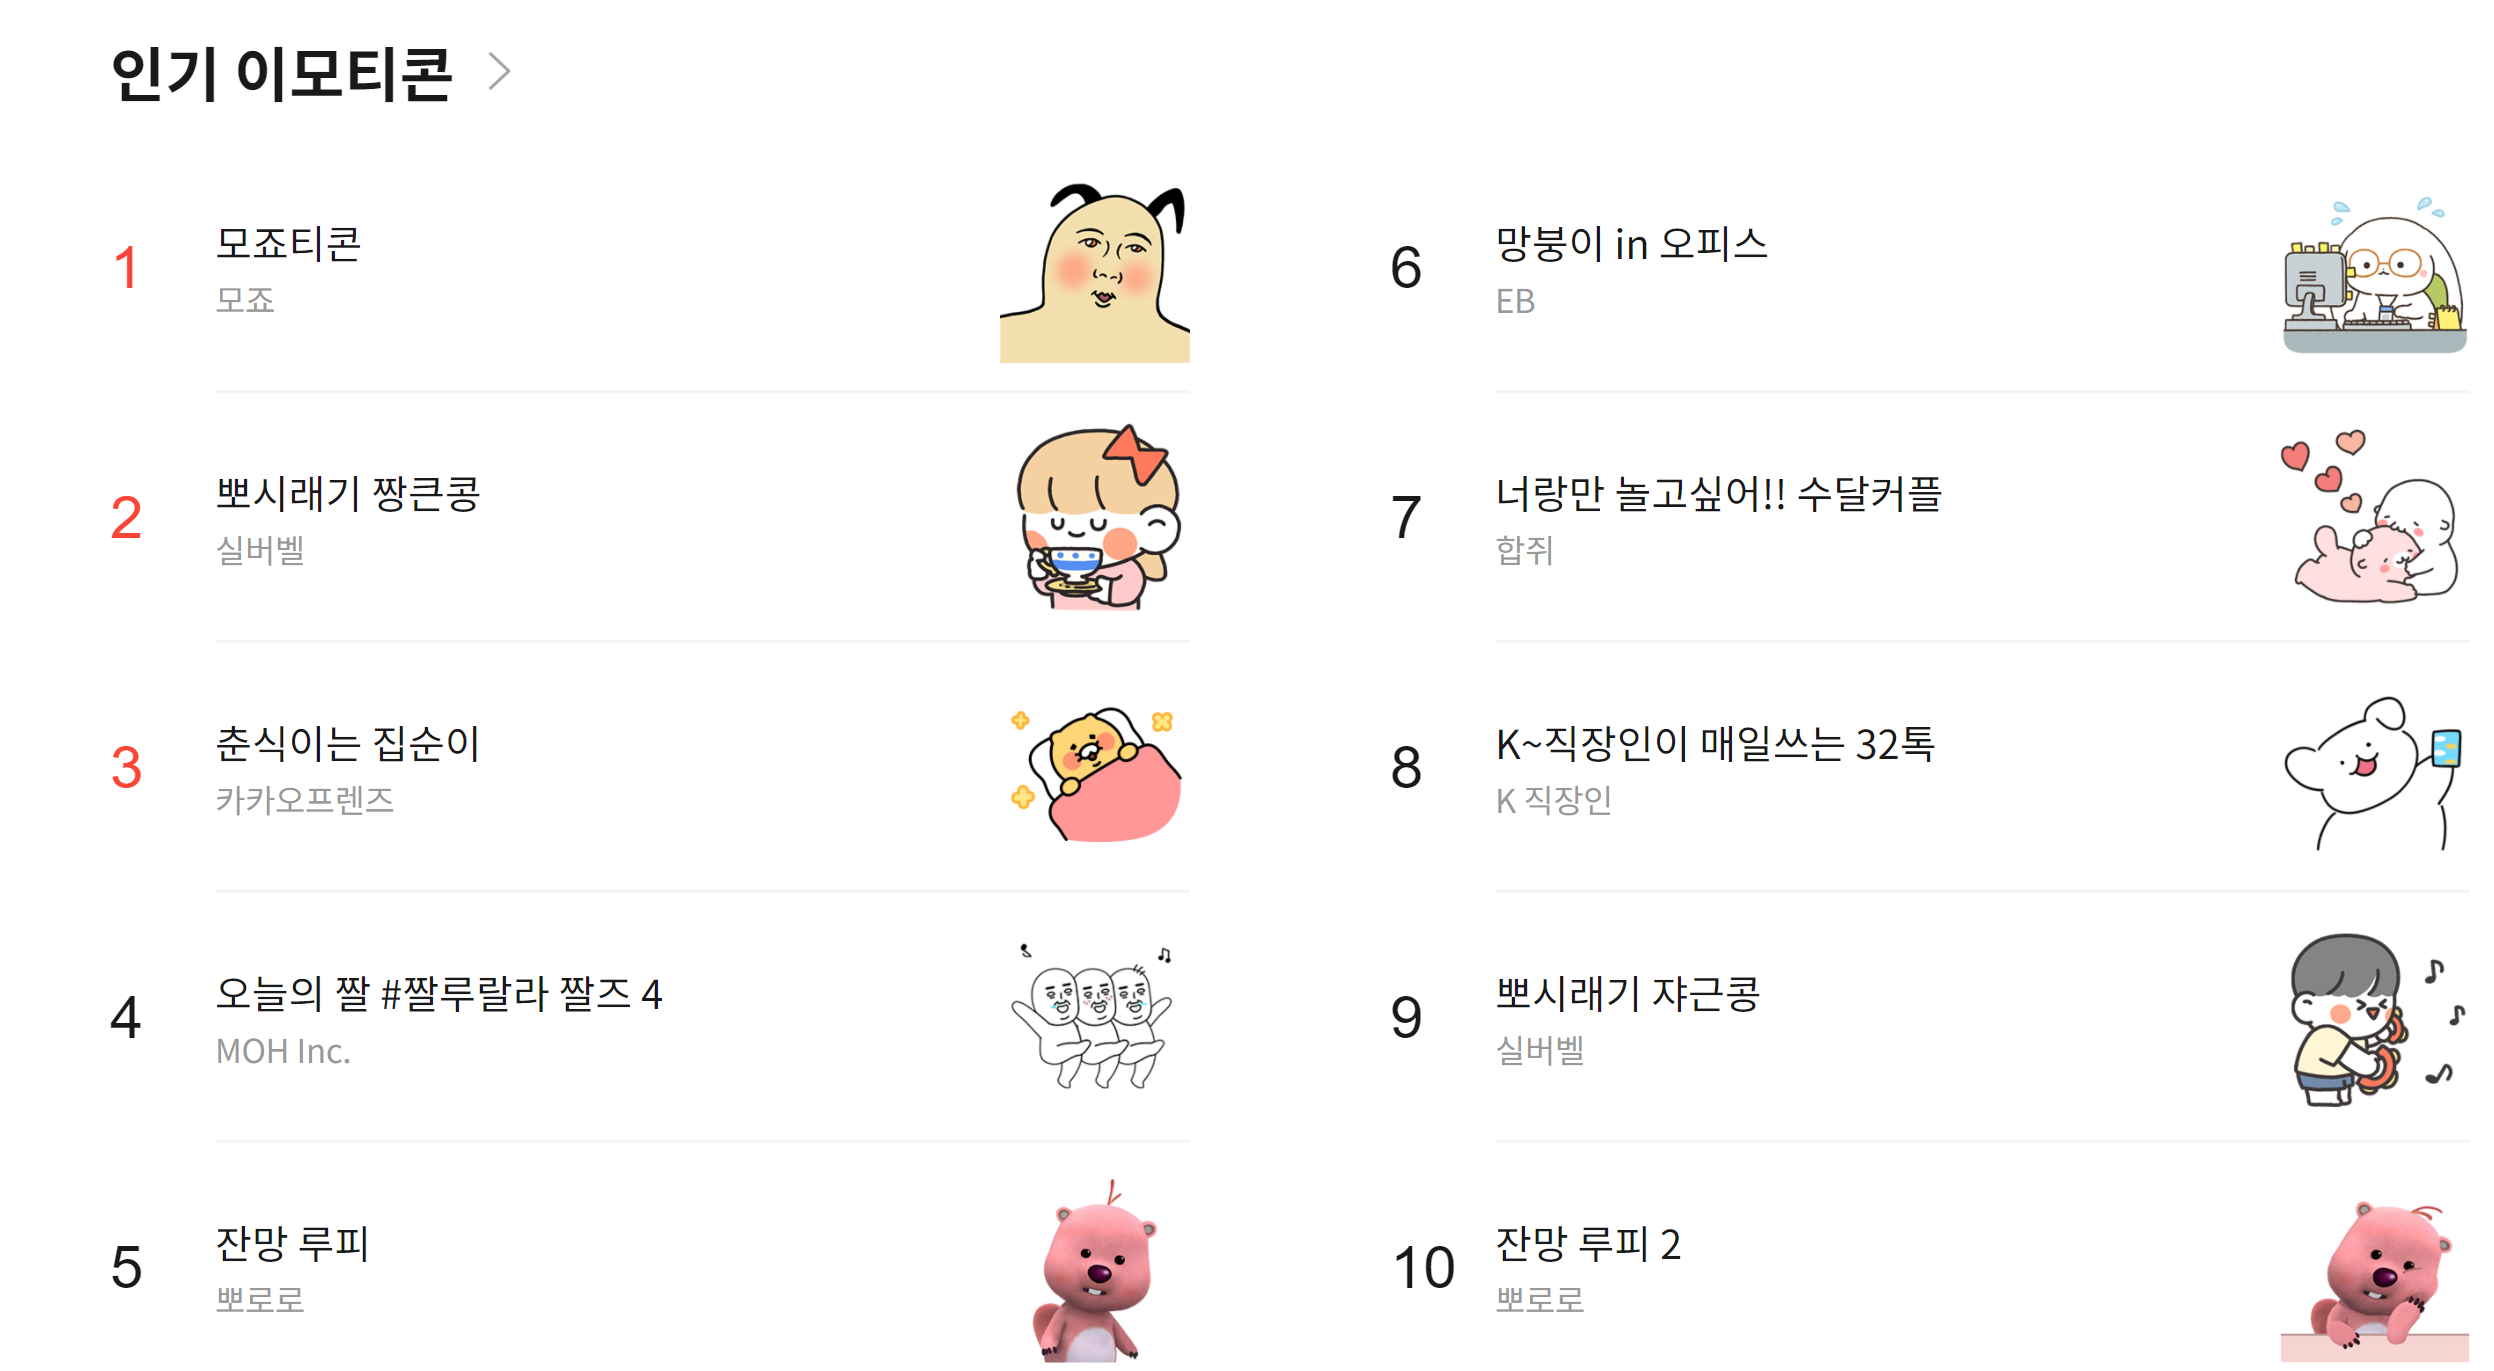 인기 이모티콘
1
모죠티콘
모죠
2
뽀시래기 짱큰콩
실버벨
3
춘식이는 집순이
카카오프렌즈
4
오늘의 짤 #짤루랄라 짤즈 4
MOH Inc.
5
잔망 루피
뽀로로
6
망붕이 in 오피스
EB
7
너랑만 놀고싶어!! 수달커플
합쥐
8
K~직장인이 매일쓰는 32톡
K 직장인
9
뽀시래기 쟈근콩
실버벨
10
잔망 루피 2
뽀로로